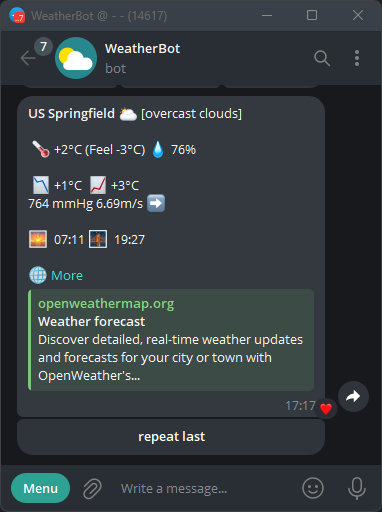 WeatherBot @ - - (14617)
7
WeatherBot
bot
US Springfield [overcast clouds]
+2°C (Feel -3°C) 76%
+1°C +3°C
764 mmHg 6.69m/s
07:11 19:27
More
openweathermap.org
Weather forecast
Discover detailed, real-time weather updates
and forecasts for your city or town with
OpenWeather's...
17:17
repeat last
Menu
Write a message...